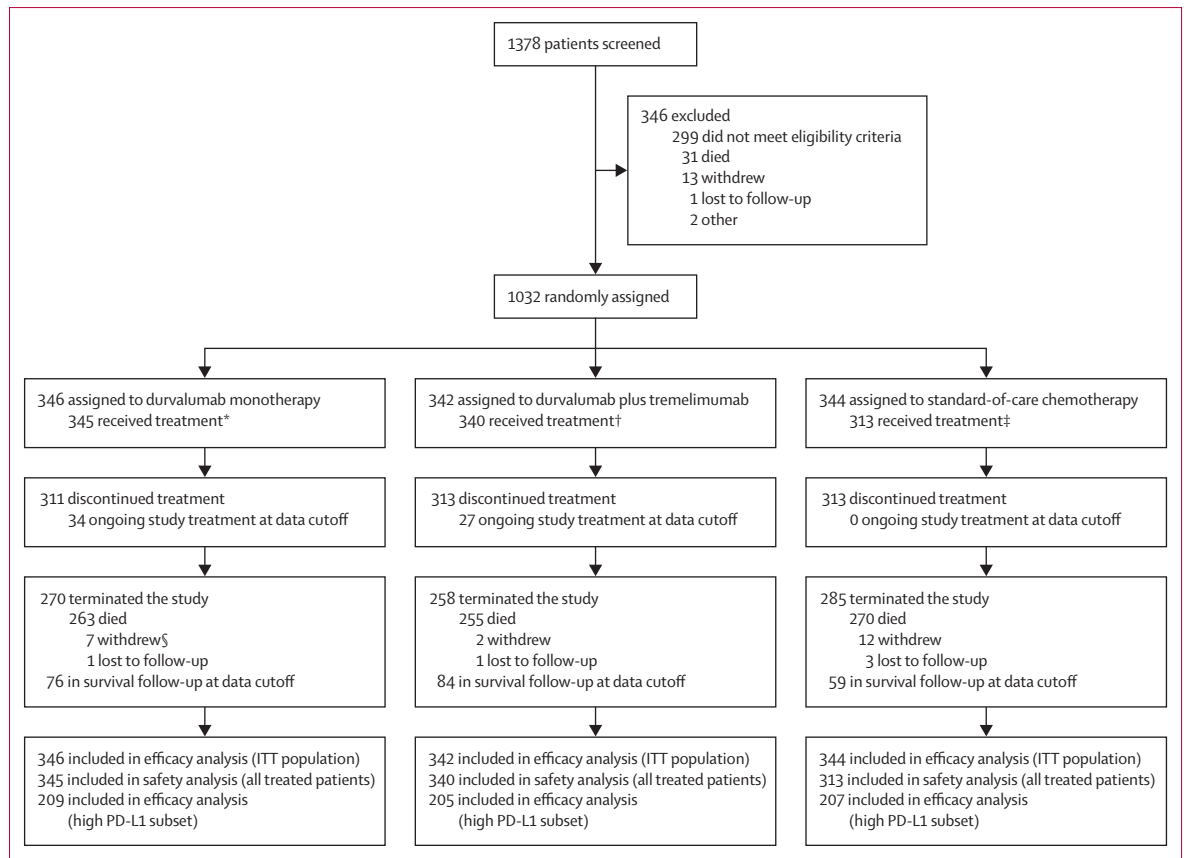 1378 patients screened
346 excluded
299 did not meet eligibility criteria
31 died
13 withdrew
1 lost to follow-up
2 other
1032 randomly assigned
346 assigned to durvalumab monotherapy
345 received treatment*
342 assigned to durvalumab plus tremelimumab
340 received treatment†
344 assigned to standard-of-care chemotherapy
313 received treatment‡
311 discontinued treatment
34 ongoing study treatment at data cutoff
313 discontinued treatment
27 ongoing study treatment at data cutoff
313 discontinued treatment
0 ongoing study treatment at data cutoff
270 terminated the study
263 died
7 withdrew§
1 lost to follow-up
76 in survival follow-up at data cutoff
258 terminated the study
255 died
2 withdrew
1 lost to follow-up
84 in survival follow-up at data cutoff
285 terminated the study
270 died
12 withdrew
3 lost to follow-up
59 in survival follow-up at data cutoff
346 included in efficacy analysis (ITT population)
345 included in safety analysis (all treated patients)
209 included in efficacy analysis
(high PD-L1 subset)
342 included in efficacy analysis (ITT population)
340 included in safety analysis (all treated patients)
205 included in efficacy analysis
(high PD-L1 subset)
344 included in efficacy analysis (ITT population)
313 included in safety analysis (all treated patients)
207 included in efficacy analysis
(high PD-L1 subset)